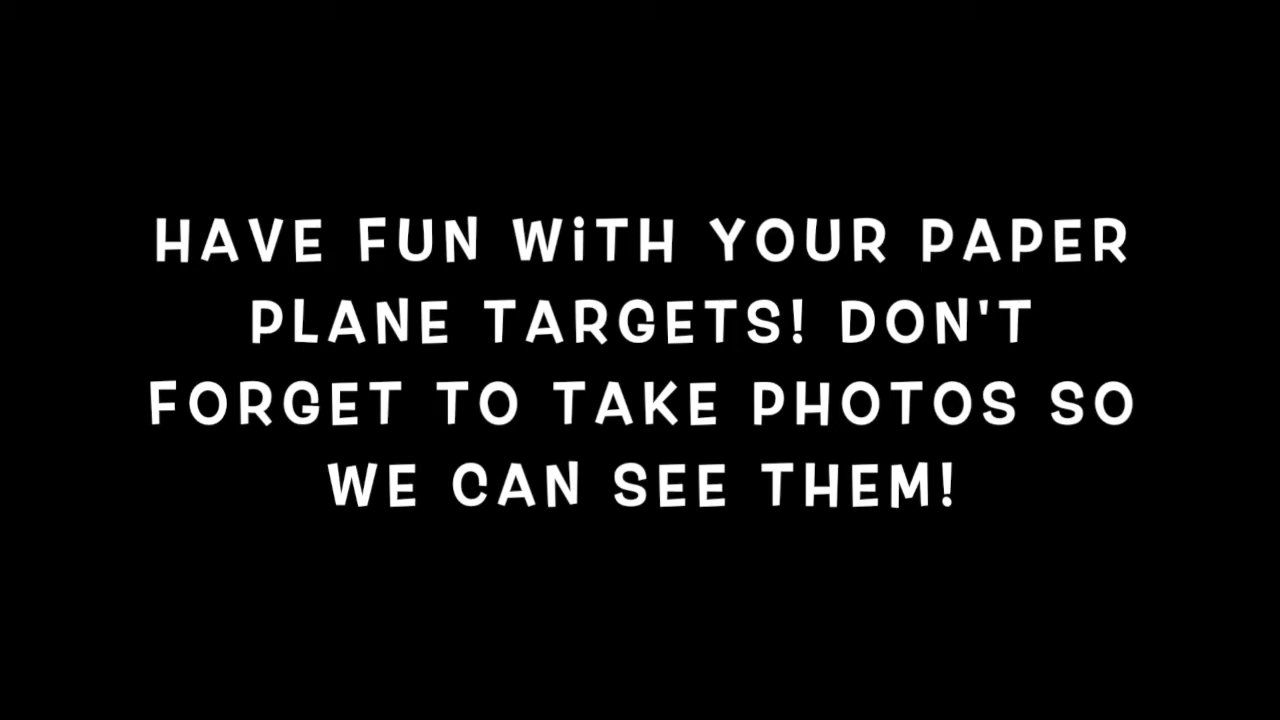 HAVE FUN WiTH YOUR PAPER
PLANE TARGETS! DON'T
FORGET TO TAKE PHOTOS SO
WE CAN SEE THEM!